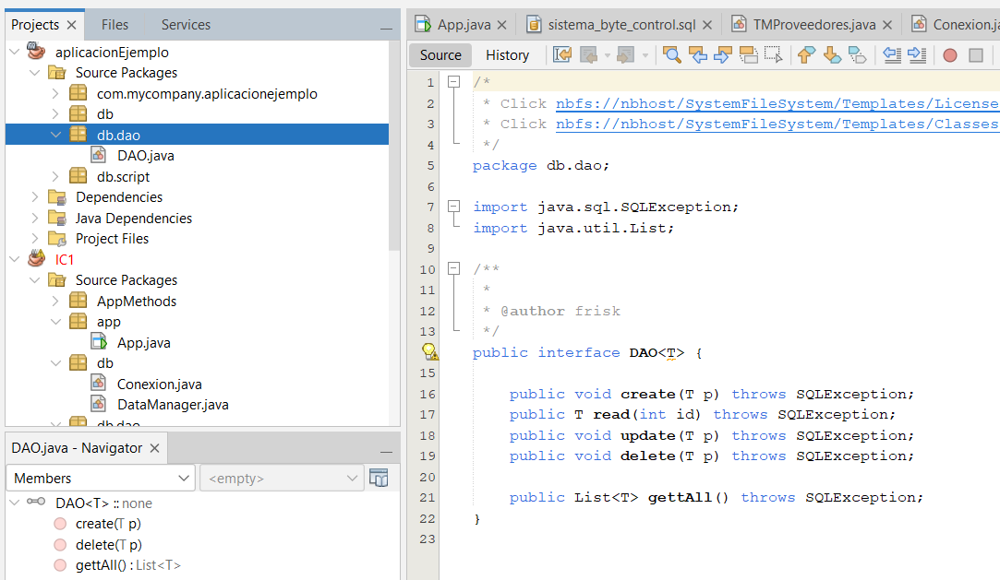 Projects
Files
Services
aplicacionEjemplo
Source Packages
com.mycompany.aplicacionejemplo
db
db.dao
DAO.java
db.script
Dependencies
Java Dependencies
Project Files
IC1
Source Packages
AppMethods
app
App.java
db
Conexion.java
DataManager.java
db.dao
DAO.java - Navigator
Members
<empty>
DAO<T> :: none
create(T p)
delete(T p)
gettAll() : List<T>
App.java
sistema_byte_control.sql
TMProveedores.java
Conexion.ja
Source
History
1 /*
2 * Click nbfs://nbhost/SystemFileSystem/Templates/License
3 * Click nbfs://nbhost/SystemFileSystem/Templates/Classes
4 */
5 package db.dao;
6
7 import java.sql.SQLException;
8 import java.util.List;
9
10 /**
11 *
12 * @author frisk
13 */
public interface DAO<T> {
15
16 public void create(T p) throws SQLException;
17 public T read(int id) throws SQLException;
18 public void update(T p) throws SQLException;
19 public void delete(T p) throws SQLException;
20
21 public List<T> gettAll() throws SQLException;
22 }
23